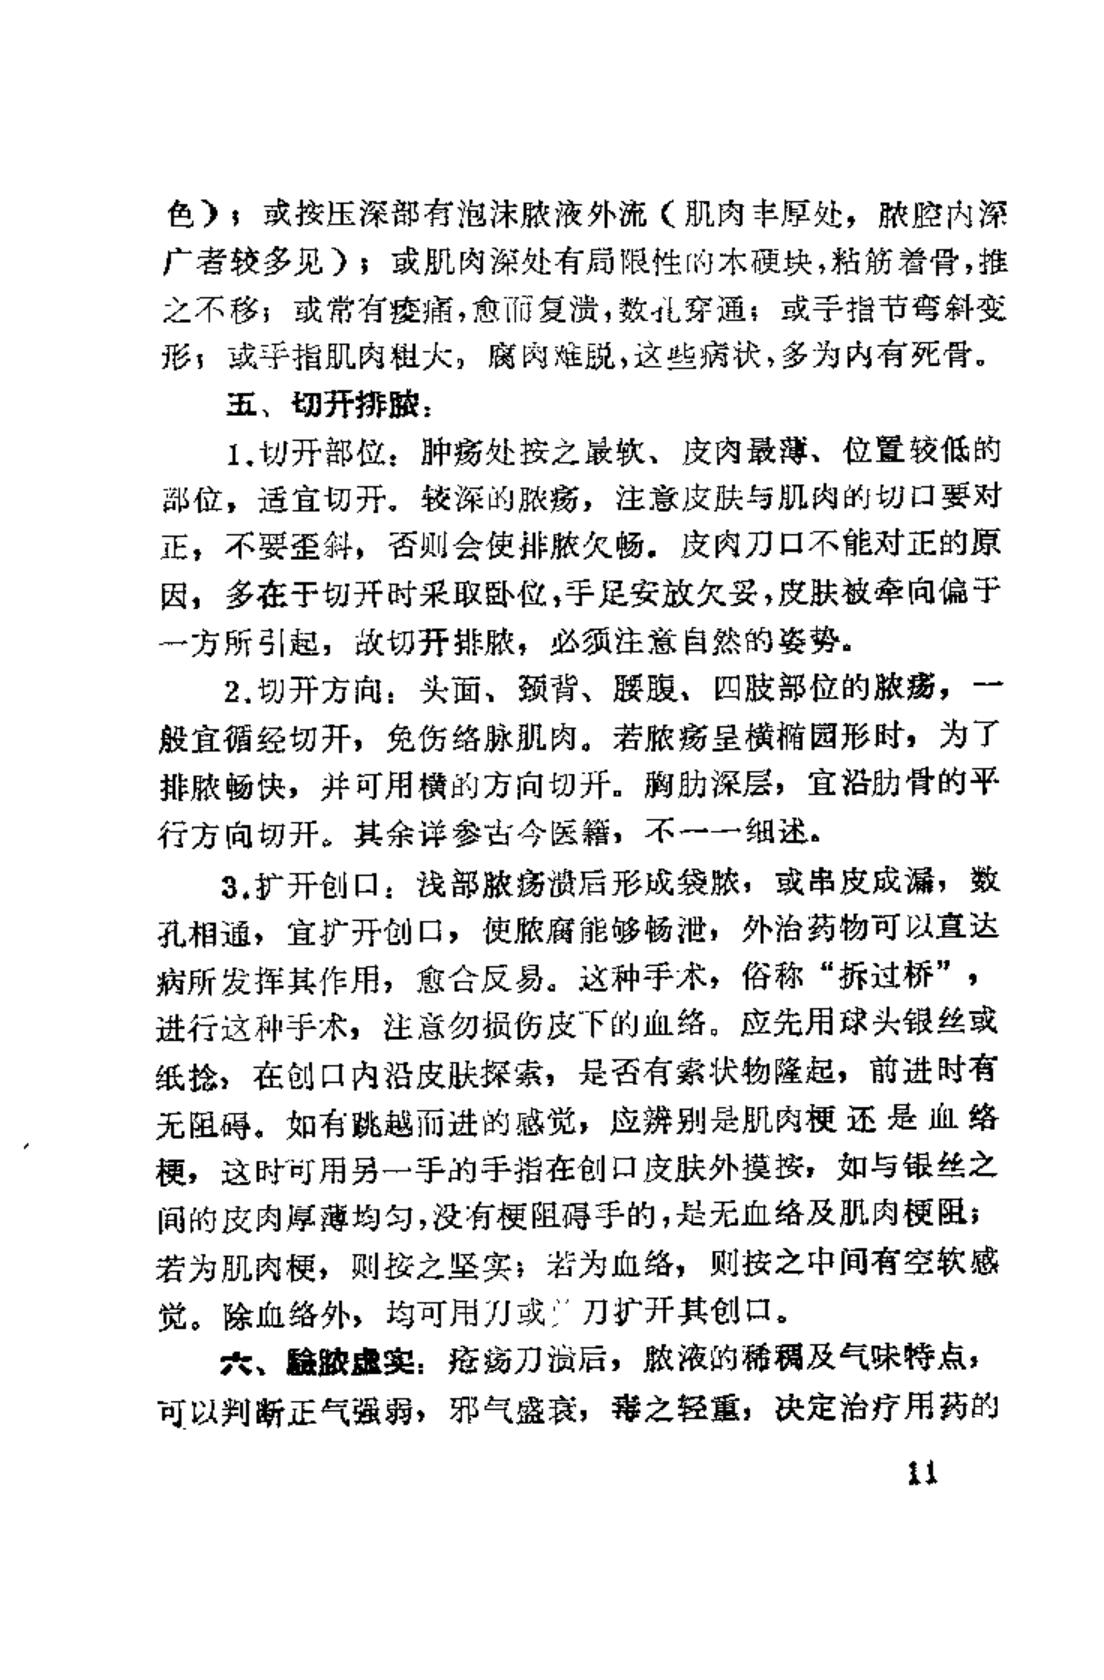 色）；或按压深部有泡沫脓液外流（肌肉丰厚处，脓腔内深
广者较多见）；或肌肉深处有局限性的木硬块，粘筋着骨，推
之不移；或常有痠痛，愈而复溃，数孔穿通；或手指节弯斜变
形；或手指肌肉粗大，腐肉难脱，这些病状，多为内有死骨。
五、切开排脓：
1.切开部位：肿疡处按之最软、皮肉最薄、位置较低的
部位，适宜切开。较深的脓疡，注意皮肤与肌肉的切口要对
正，不要歪斜，否则会使排脓欠畅。皮肉刀口不能对正的原
因，多在于切开时采取卧位，手足安放欠妥，皮肤被牵向偏于
一方所引起，故切开排脓，必须注意自然的姿势。
2.切开方向：头面、颈背、腰腹、四肢部位的脓疡，一
般宜循经切开，免伤络脉肌肉。若脓疡呈横椭园形时，为了
排脓畅快，并可用横的方向切开。胸肋深层，宜沿肋骨的平
行方向切开。其余详参古今医籍，不一一细述。
3.扩开创口：浅部脓疡溃后形成袋脓，或串皮成漏，数
孔相通，宜扩开创口，使脓腐能够畅泄，外治药物可以直达
病所发挥其作用，愈合反易。这种手术，俗称“拆过桥”，
进行这种手术，注意勿损伤皮下的血络。应先用球头银丝或
纸捻，在创口内沿皮肤探索，是否有索状物隆起，前进时有
无阻碍。如有跳越而进的感觉，应辨别是肌肉梗还是血络
梗，这时可用另一手的手指在创口皮肤外摸按，如与银丝之
间的皮肉厚薄均匀，没有梗阻碍手的，是无血络及肌肉梗阻；
若为肌肉梗，则按之坚实；若为血络，则按之中间有空软感
觉。除血络外，均可用刀或 刀扩开其创口。
六、验脓虚实：疮疡刀溃后，脓液的稀稠及气味特点，
可以判断正气强弱，邪气盛衰，毒之轻重，决定治疗用药的
11